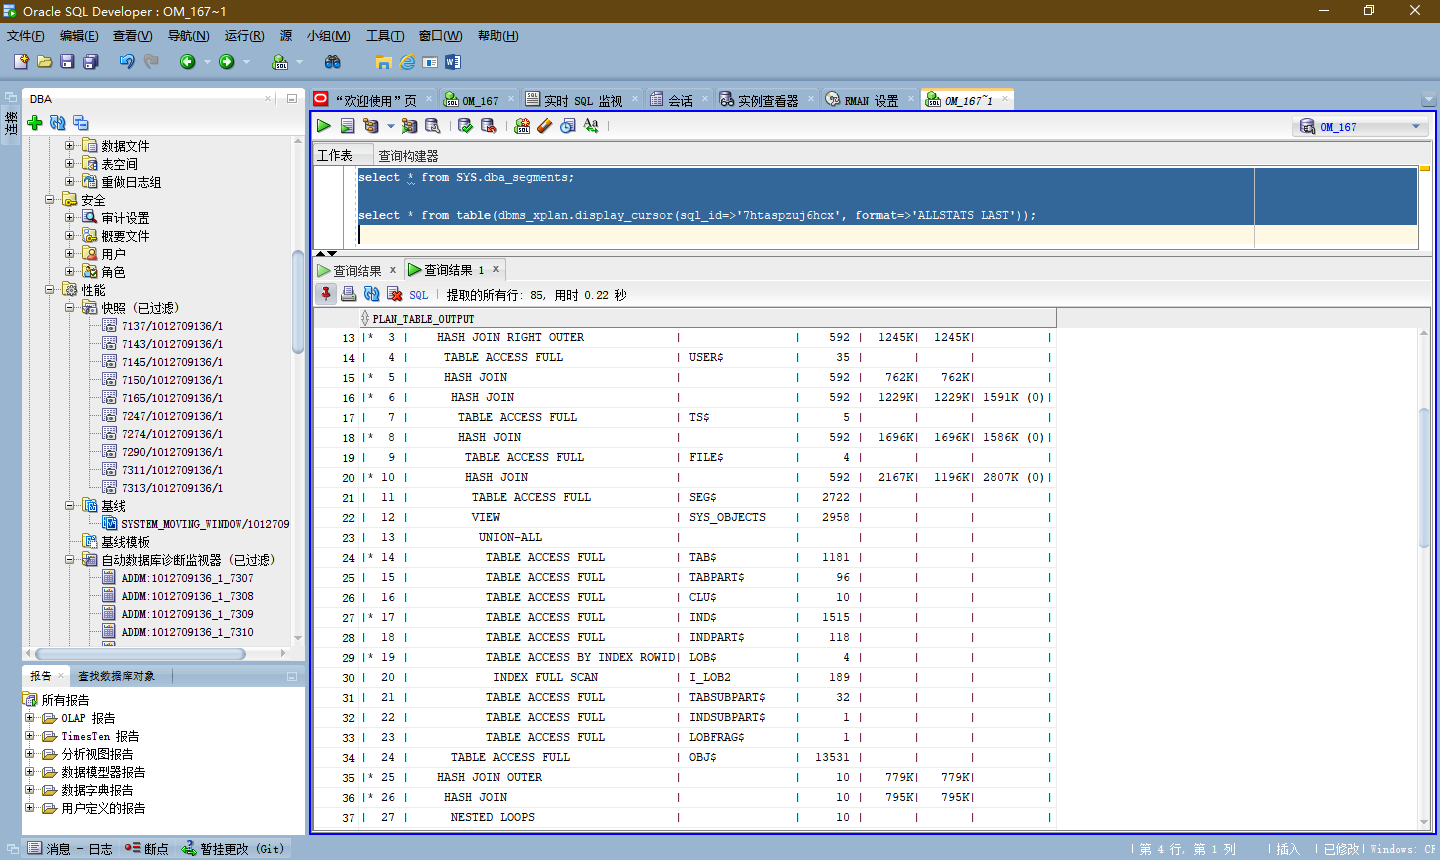 Oracle SQL Developer : OM_167~1
文件(F) 编辑(E) 查看(V) 导航(N) 运行(R) 源 小组(M) 工具(T) 窗口(W) 帮助(H)
连接
DBA
数据文件
表空间
重做日志组
安全
审计设置
概要文件
用户
角色
性能
快照 (已过滤)
7137/1012709136/1
7143/1012709136/1
7145/1012709136/1
7150/1012709136/1
7165/1012709136/1
7247/1012709136/1
7274/1012709136/1
7290/1012709136/1
7311/1012709136/1
7313/1012709136/1
基线
SYSTEM_MOVING_WINDOW/1012709
基线模板
自动数据库诊断监视器 (已过滤)
ADDM:1012709136_1_7307
ADDM:1012709136_1_7308
ADDM:1012709136_1_7309
ADDM:1012709136_1_7310
报告 查找数据库对象
所有报告
OLAP 报告
TimesTen 报告
分析视图报告
数据模型器报告
数据字典报告
用户定义的报告
“欢迎使用”页 OM_167 实时 SQL 监视 会话 实例查看器 RMAN 设置 OM_167~1
OM_167
工作表 查询构建器
select * from SYS.dba_segments;
select * from table(dbms_xplan.display_cursor(sql_id=>'7htaspzuj6hcx', format=>'ALLSTATS LAST'));
查询结果 x 查询结果 1 x
SQL | 提取的所有行: 85, 用时 0.22 秒
PLAN_TABLE_OUTPUT
13 |* 3 | HASH JOIN RIGHT OUTER | | 592 | 1245K| 1245K| |
14 | 4 | TABLE ACCESS FULL | USER$ | 35 | | | |
15 |* 5 | HASH JOIN | | 592 | 762K| 762K| |
16 |* 6 | HASH JOIN | | 592 | 1229K| 1229K| 1591K (0)|
17 | 7 | TABLE ACCESS FULL | TS$ | 5 | | | |
18 |* 8 | HASH JOIN | | 592 | 1696K| 1696K| 1586K (0)|
19 | 9 | TABLE ACCESS FULL | FILE$ | 4 | | | |
20 |* 10 | HASH JOIN | | 592 | 2167K| 1196K| 2807K (0)|
21 | 11 | TABLE ACCESS FULL | SEG$ | 2722 | | | |
22 | 12 | VIEW | SYS_OBJECTS | 2958 | | | |
23 | 13 | UNION-ALL | | | | | |
24 |* 14 | TABLE ACCESS FULL | TAB$ | 1181 | | | |
25 | 15 | TABLE ACCESS FULL | TABPART$ | 96 | | | |
26 | 16 | TABLE ACCESS FULL | CLU$ | 10 | | | |
27 |* 17 | TABLE ACCESS FULL | IND$ | 1515 | | | |
28 | 18 | TABLE ACCESS FULL | INDPART$ | 118 | | | |
29 |* 19 | TABLE ACCESS BY INDEX ROWID| LOB$ | 4 | | | |
30 | 20 | INDEX FULL SCAN | I_LOB2 | 189 | | | |
31 | 21 | TABLE ACCESS FULL | TABSUBPART$ | 32 | | | |
32 | 22 | TABLE ACCESS FULL | INDSUBPART$ | 1 | | | |
33 | 23 | TABLE ACCESS FULL | LOBFRAG$ | 1 | | | |
34 | 24 | TABLE ACCESS FULL | OBJ$ | 13531 | | | |
35 |* 25 | HASH JOIN OUTER | | 10 | 779K| 779K| |
36 |* 26 | HASH JOIN | | 10 | 795K| 795K| |
37 | 27 | NESTED LOOPS | | 10 | | | |
消息 - 日志 断点 暂挂更改 (Git)
| 第 4 行, 第 1 列 | 插入 | 已修改| Windows: CF